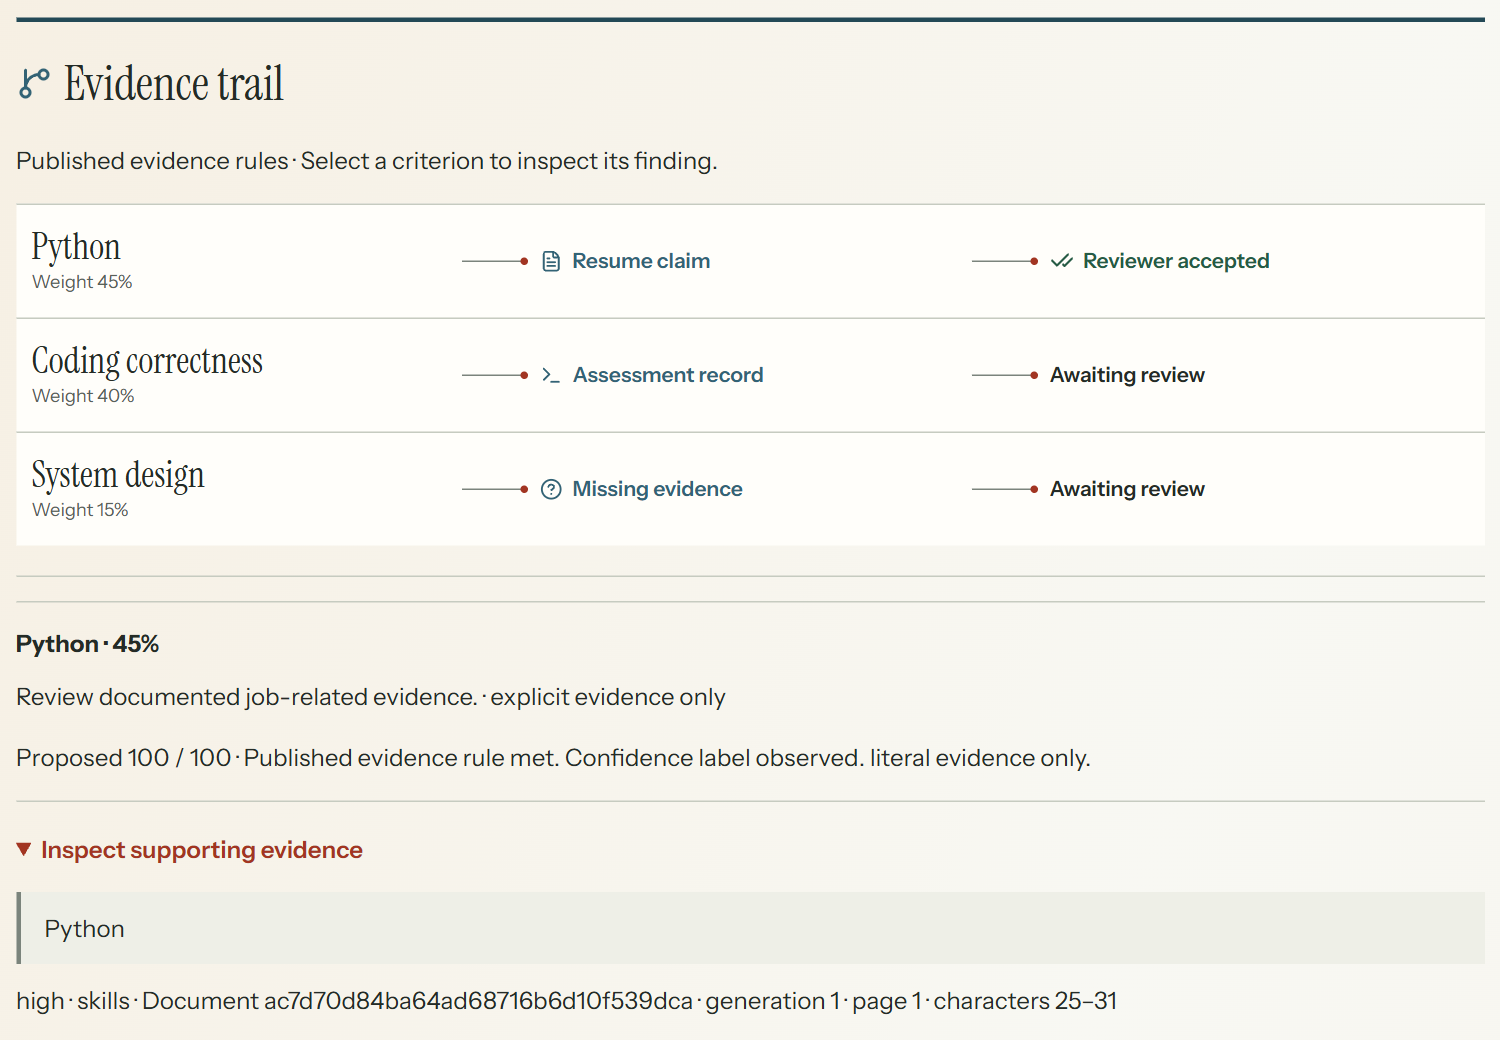 Evidence trail
Published evidence rules · Select a criterion to inspect its finding.
Python
Weight 45%
Resume claim
Reviewer accepted
Coding correctness
Weight 40%
Assessment record
Awaiting review
System design
Weight 15%
Missing evidence
Awaiting review
Python · 45%
Review documented job-related evidence. · explicit evidence only
Proposed 100 / 100 · Published evidence rule met. Confidence label observed. literal evidence only.
Inspect supporting evidence
Python
high · skills · Document ac7d70d84ba64ad68716b6d10f539dca · generation 1 · page 1 · characters 25–31